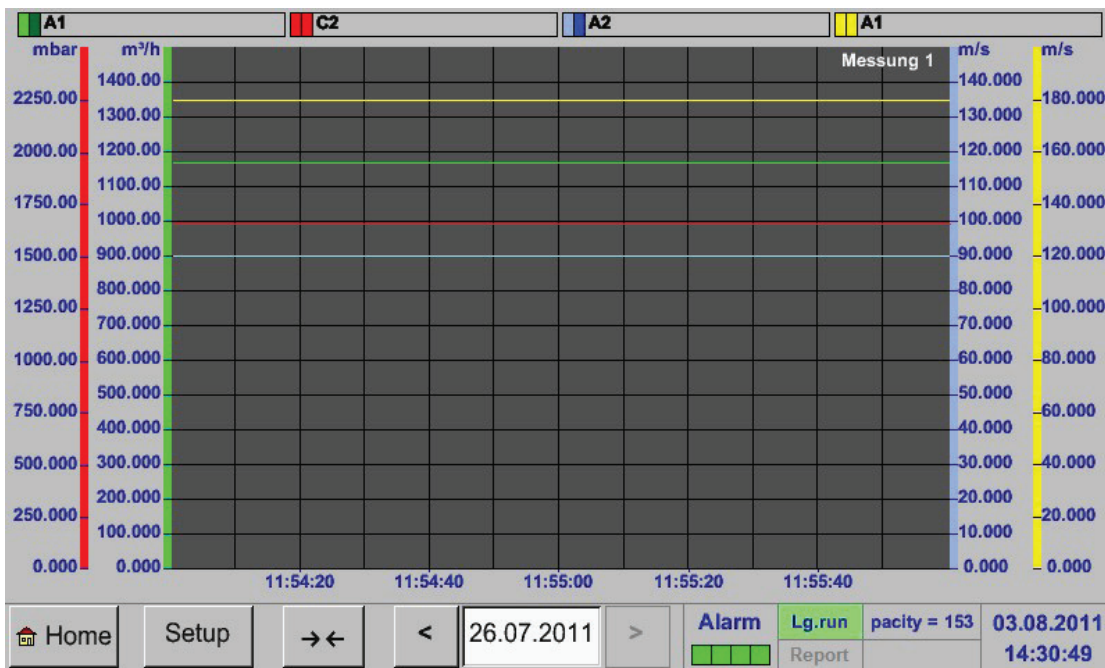 A1 C2 A2 A1
mbar m³/h m/s m/s
Messung 1
1400.00 140.000
2250.00 180.000
1300.00 130.000
2000.00 1200.00 120.000 160.000
1100.00 110.000
1750.00 140.000
1000.00 100.000
1500.00 900.000 90.000 120.000
800.000 80.000
1250.00 100.000
700.000 70.000
1000.00 600.000 60.000 80.000
500.000 50.000
750.000 60.000
400.000 40.000
500.000 300.000 30.000 40.000
200.000 20.000
250.000 20.000
100.000 10.000
0.000 0.000 0.000 0.000
11:54:20 11:54:40 11:55:00 11:55:20 11:55:40
Home Setup →← < 26.07.2011 > Alarm Lg.run pacity = 153 03.08.2011
Report 14:30:49